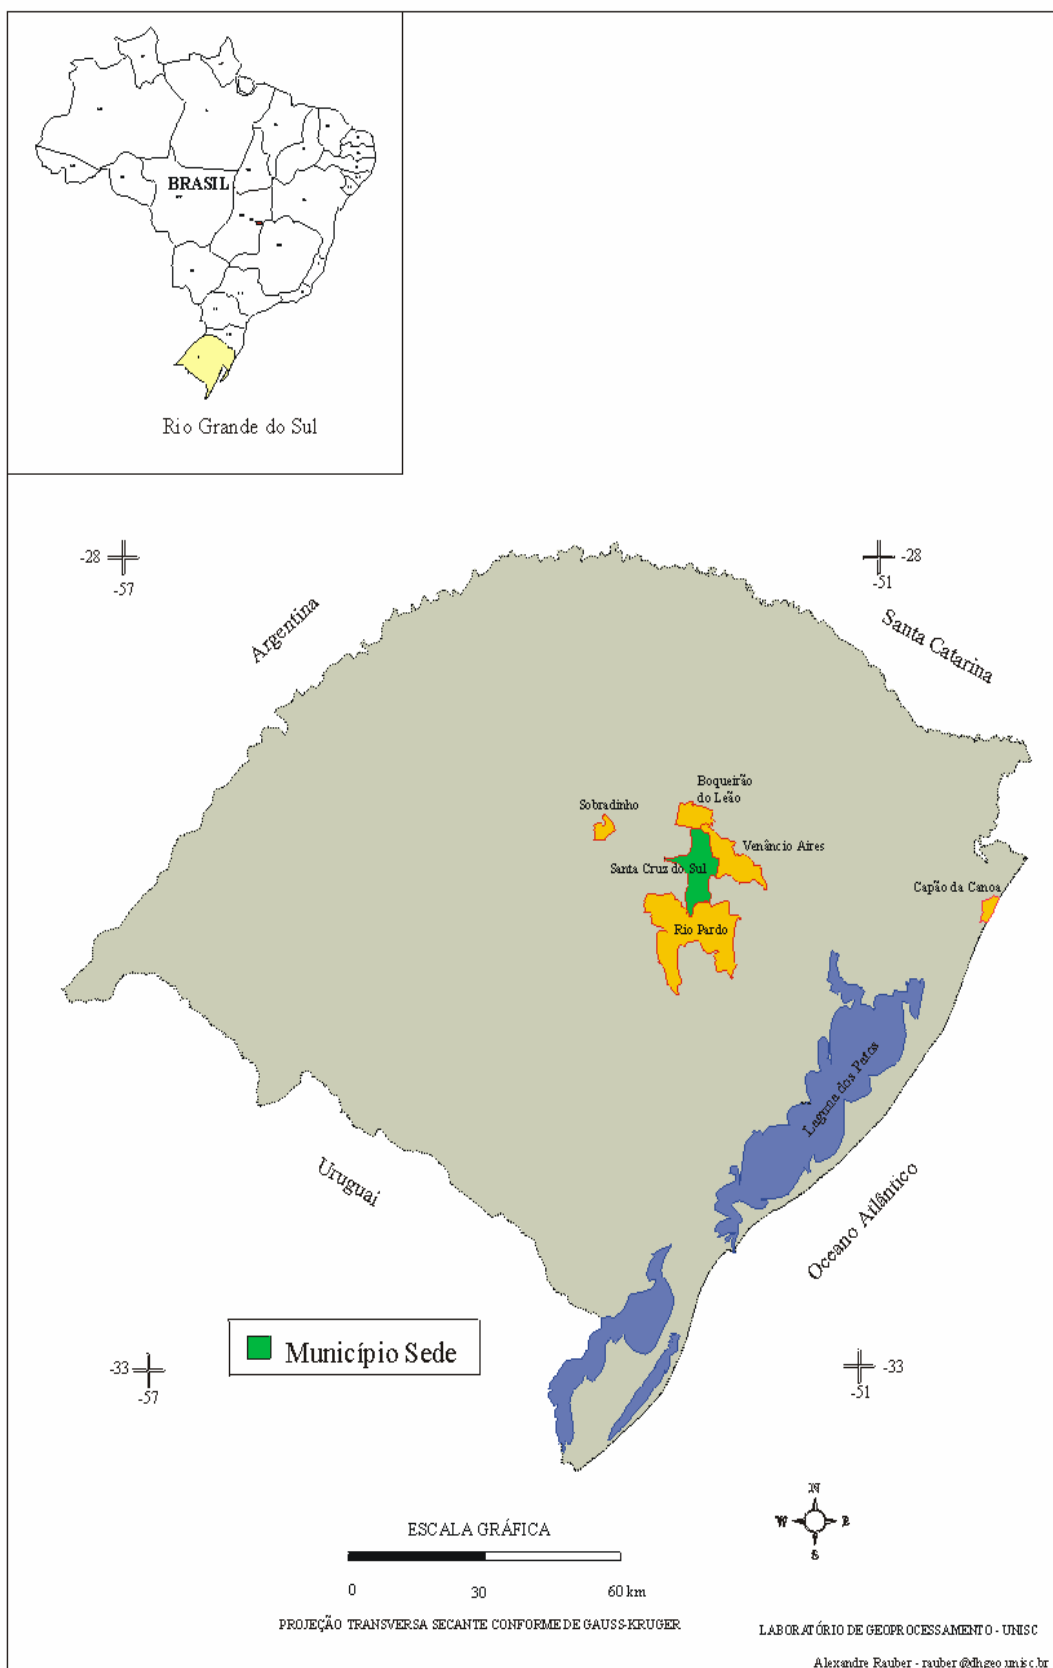 BRASIL
Rio Grande do Sul
-28
-57
-28
-51
Argentina
Santa Catarina
Boqueirão
do Leão
Sobradinho
Venâncio Aires
Santa Cruz do Sul
Capão da Canoa
Rio Pardo
Laguna dos Patos
Uruguai
Oceano Atlântico
Município Sede
-33
-57
-33
-51
N
W
E
S
ESCALA GRÁFICA
0 30 60 km
PROJEÇÃO TRANSVERSA SECANTE CONFORME DE GAUSS-KRUGER
LABORATÓRIO DE GEOPROCESSAMENTO - UNISC
Alexandre Rauber - rauber@dhgeo.unisc.br